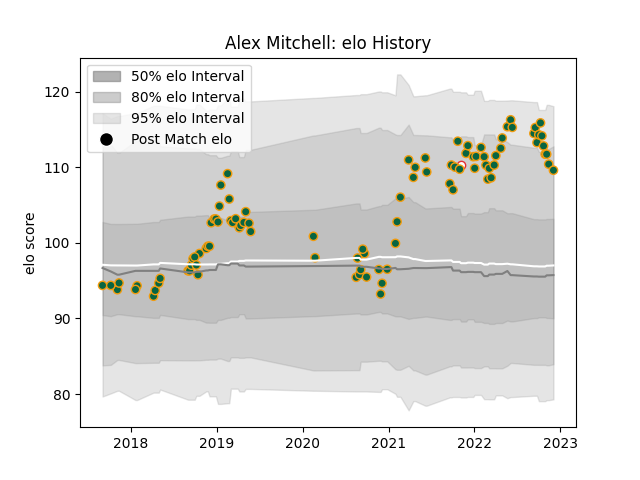 Alex Mitchell: elo History
50% elo Interval
80% elo Interval
95% elo Interval
Post Match elo
elo score
120
110
100
90
80
2018 2019 2020 2021 2022 2023